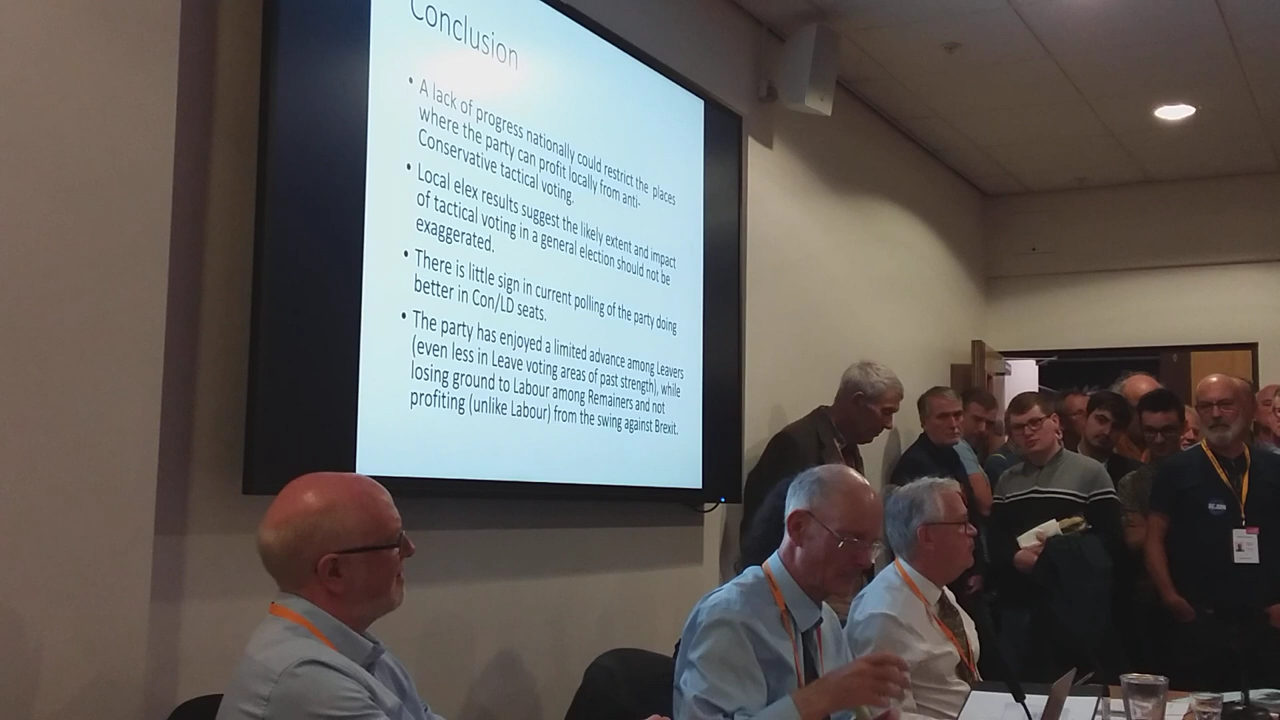 Conclusion
• A lack of progress nationally could restrict the places
where the party can profit locally from anti-
Conservative tactical voting.
• Local elex results suggest the likely extent and impact
of tactical voting in a general election should not be
exaggerated.
• There is little sign in current polling of the party doing
better in Con/LD seats.
• The party has enjoyed a limited advance among Leavers
(even less in Leave voting areas of past strength), while
losing ground to Labour among Remainers and not
profiting (unlike Labour) from the swing against Brexit.